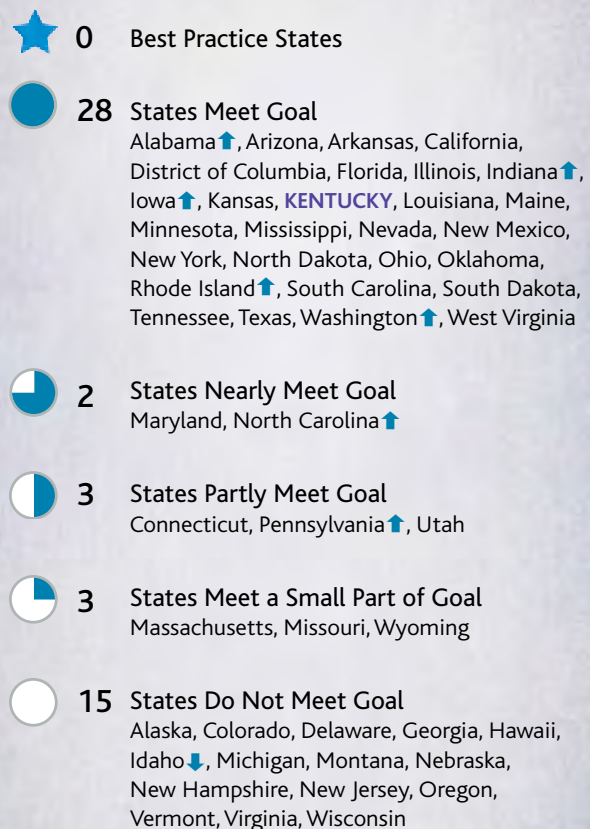 0 Best Practice States
28 States Meet Goal
Alabama⬆, Arizona, Arkansas, California,
District of Columbia, Florida, Illinois, Indiana⬆,
Iowa⬆, Kansas, KENTUCKY, Louisiana, Maine,
Minnesota, Mississippi, Nevada, New Mexico,
New York, North Dakota, Ohio, Oklahoma,
Rhode Island⬆, South Carolina, South Dakota,
Tennessee, Texas, Washington⬆, West Virginia
2 States Nearly Meet Goal
Maryland, North Carolina⬆
3 States Partly Meet Goal
Connecticut, Pennsylvania⬆, Utah
3 States Meet a Small Part of Goal
Massachusetts, Missouri, Wyoming
15 States Do Not Meet Goal
Alaska, Colorado, Delaware, Georgia, Hawaii,
Idaho⬇, Michigan, Montana, Nebraska,
New Hampshire, New Jersey, Oregon,
Vermont, Virginia, Wisconsin